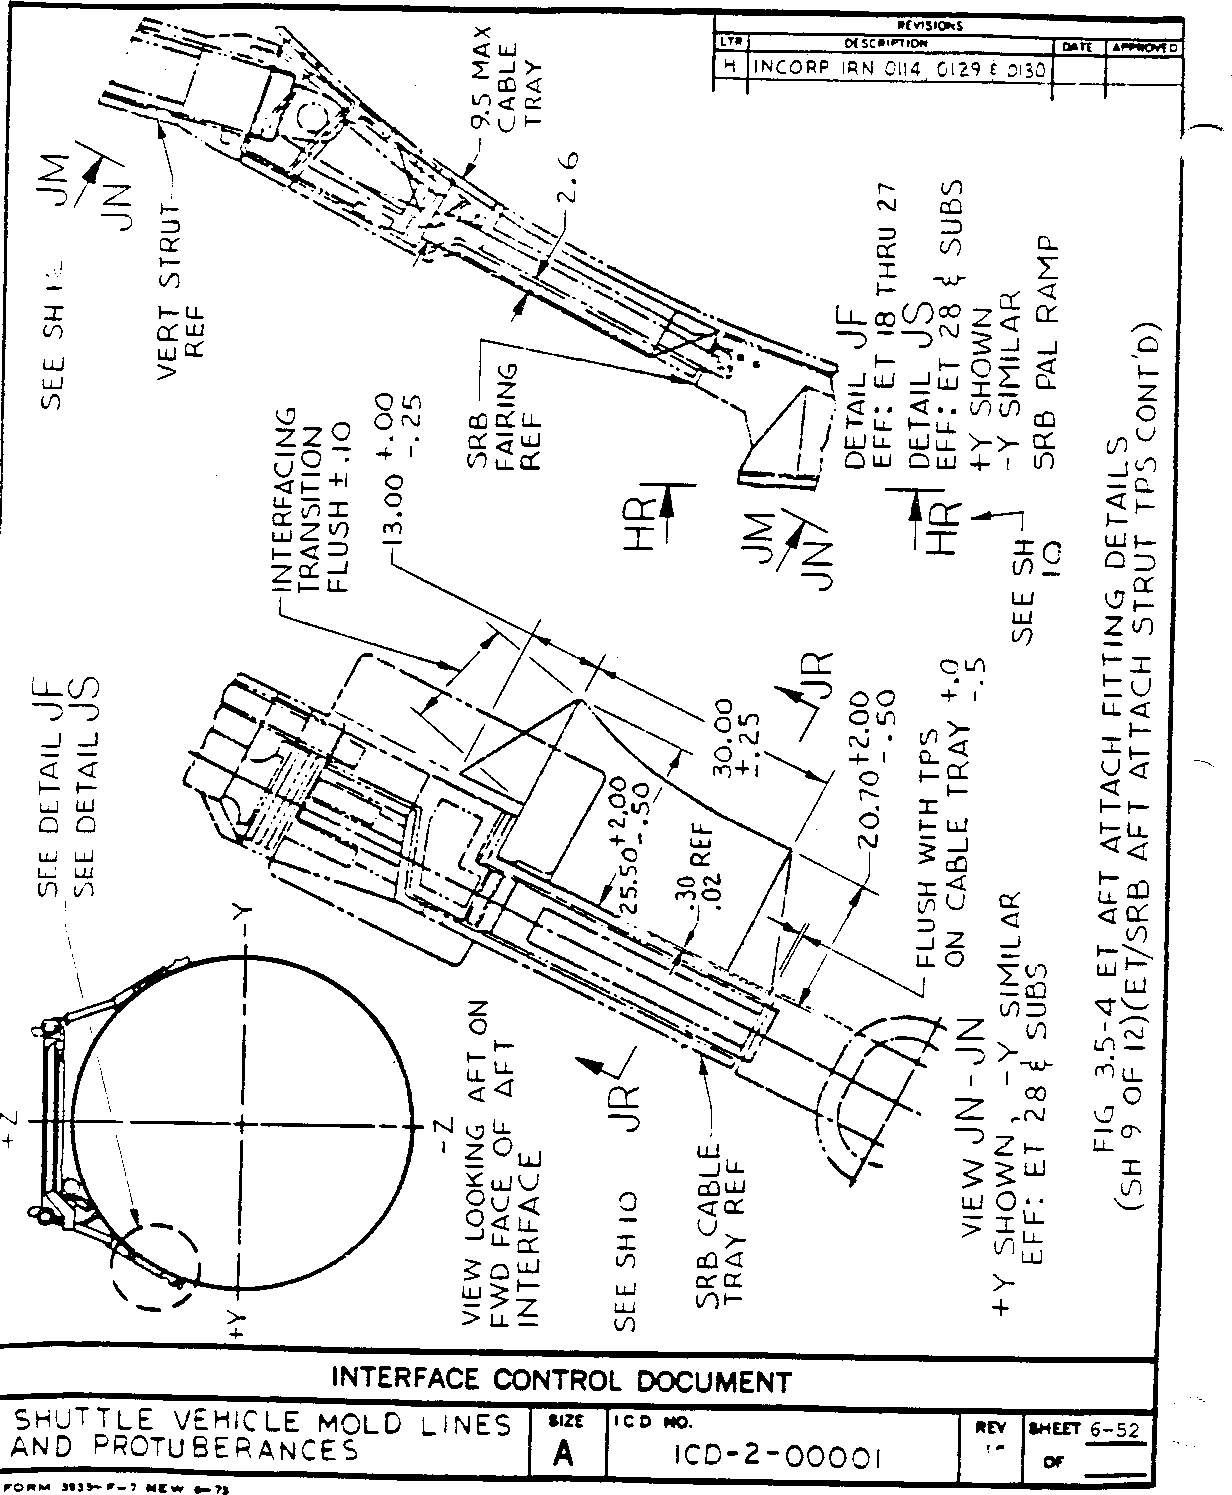 REVISIONS
LTR DESCRIPTION DATE APPROVED
H INCORP IRN 0114, 0129 & 0130
SEE DETAIL JF
SEE DETAIL JS
+Z
-Y
-Z
+Y
VIEW LOOKING AFT ON
FWD FACE OF AFT
INTERFACE
SEE SH 10
JR
SRB CABLE
TRAY REF
INTERFACING
TRANSITION
FLUSH ±.10
13.00 +.00
-.25
30.00
±.25
JR
25.50 +2.00
-.50
.30
.02 REF
20.70 +2.00
-.50
FLUSH WITH TPS
ON CABLE TRAY +.0
-.5
VIEW JN-JN
+Y SHOWN, -Y SIMILAR
EFF: ET 28 & SUBS
SEE SH
JM
JN
VERT STRUT
REF
9.5 MAX
CABLE
TRAY
2.6
SRB
FAIRING
REF
HR
JM
JN
HR
SEE SH
10
DETAIL JF
EFF: ET 18 THRU 27
DETAIL JS
EFF: ET 28 & SUBS
+Y SHOWN
-Y SIMILAR
SRB PAL RAMP
FIG 3.5-4 ET AFT ATTACH FITTING DETAILS
(SH 9 OF 12)(ET/SRB AFT ATTACH STRUT TPS CONT'D)
INTERFACE CONTROL DOCUMENT
SHUTTLE VEHICLE MOLD LINES
AND PROTUBERANCES
SIZE
A
ICD NO.
ICD-2-00001
REV
SHEET 6-52
OF
FORM 3935-F-7 NEW 6-73